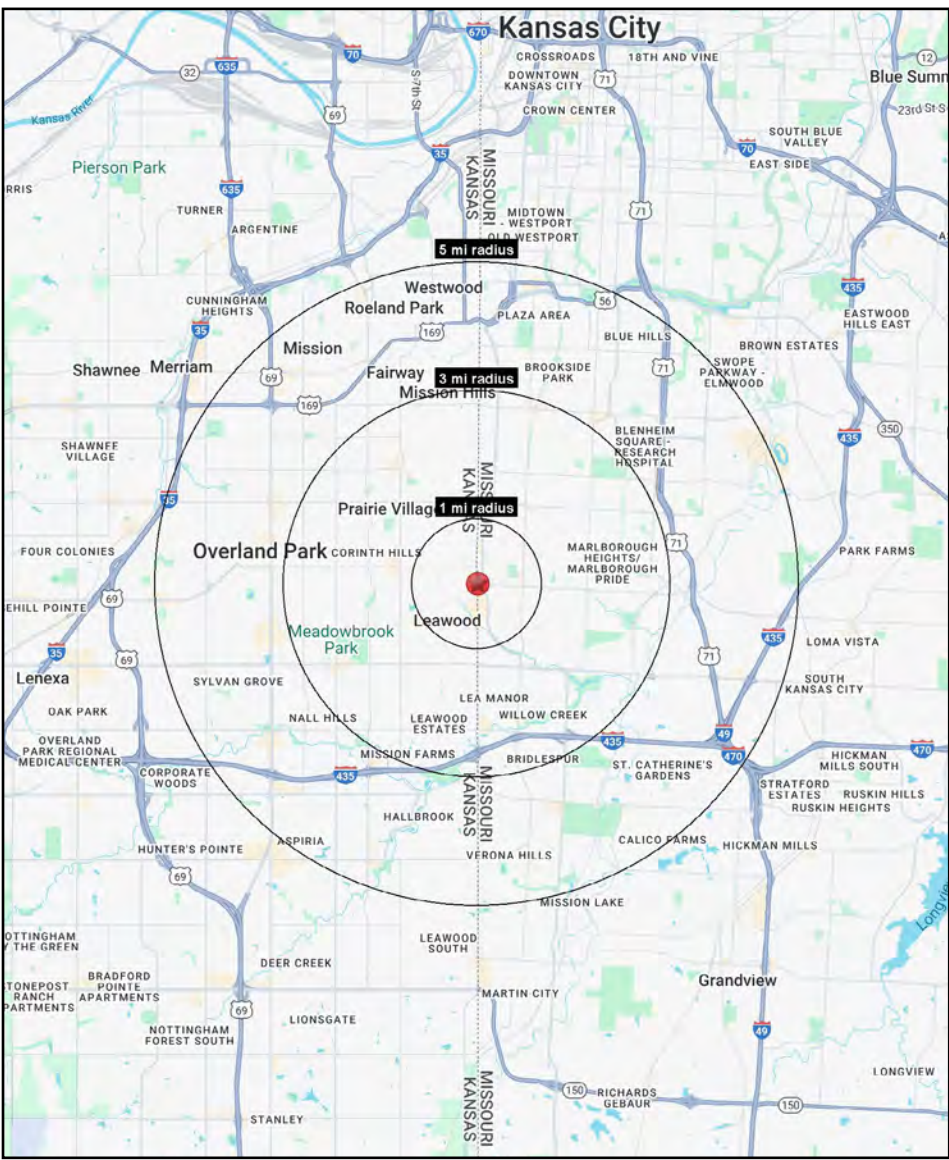 670
Kansas City
70
CROSSROADS
18TH AND VINE
12
32
635
S 7th St
DOWNTOWN
KANSAS CITY
71
Blue Summ
CROWN CENTER
23rd St S
Kansas River
69
SOUTH BLUE
VALLEY
35
70
EAST SIDE
Pierson Park
MISSOURI
KANSAS
RRIS
635
TURNER
71
MIDTOWN
- WESTPORT
ARGENTINE
OLD WESTPORT
5 mi radius
435
Westwood
CUNNINGHAM
HEIGHTS
56
Roeland Park
PLAZA AREA
EASTWOOD
HILLS EAST
35
169
BLUE HILLS
Mission
BROWN ESTATES
Shawnee
Merriam
SWOPE
PARKWAY -
ELMWOOD
71
69
Fairway
3 mi radius
BROOKSIDE
PARK
Mission Hills
169
BLENHEIM
SQUARE -
RESEARCH
HOSPITAL
435
350
SHAWNEE
VILLAGE
MISSOURI
KANSAS
35
Prairie Village
1 mi radius
71
FOUR COLONIES
Overland Park
CORINTH HILLS
MARLBOROUGH
HEIGHTS/
MARLBOROUGH
PRIDE
PARK FARMS
69
EHILL POINTE
Leawood
Meadowbrook
Park
435
LOMA VISTA
35
69
71
Lenexa
SYLVAN GROVE
SOUTH
KANSAS CITY
LEA MANOR
OAK PARK
NALL HILLS
LEAWOOD
ESTATES
WILLOW CREEK
49
OVERLAND
PARK REGIONAL
MEDICAL CENTER
MISSION FARMS
435
470
470
BRIDLESPUR
HICKMAN
MILLS SOUTH
CORPORATE
WOODS
435
ST. CATHERINE'S
GARDENS
STRATFORD
ESTATES
RUSKIN HILLS
RUSKIN HEIGHTS
MISSOURI
KANSAS
HALLBROOK
HUNTER'S POINTE
ASPIRIA
CALICO FARMS
HICKMAN MILLS
VERONA HILLS
69
MISSION LAKE
Longvie
OTTINGHAM
Y THE GREEN
LEAWOOD
SOUTH
DEER CREEK
TONEPOST
RANCH
PARTMENTS
BRADFORD
POINTE
APARTMENTS
Grandview
MARTIN CITY
69
LIONSGATE
NOTTINGHAM
FOREST SOUTH
49
LONGVIEW
MISSOURI
KANSAS
150
RICHARDS
GEBAUR
150
STANLEY